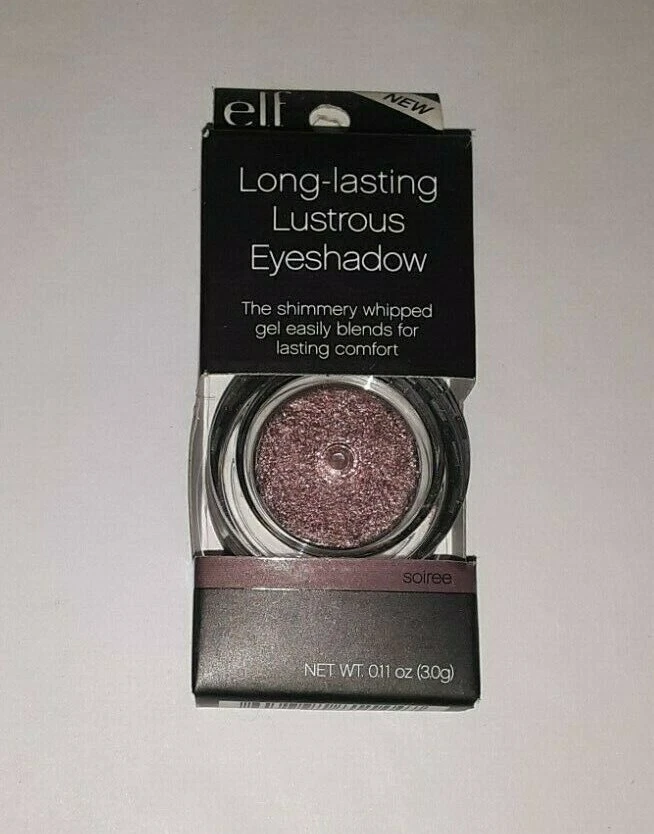 elf
NEW
Long-lasting
Lustrous
Eyeshadow
The shimmery whipped
gel easily blends for
lasting comfort
soiree
NET WT. 0.11 oz (3.0g)